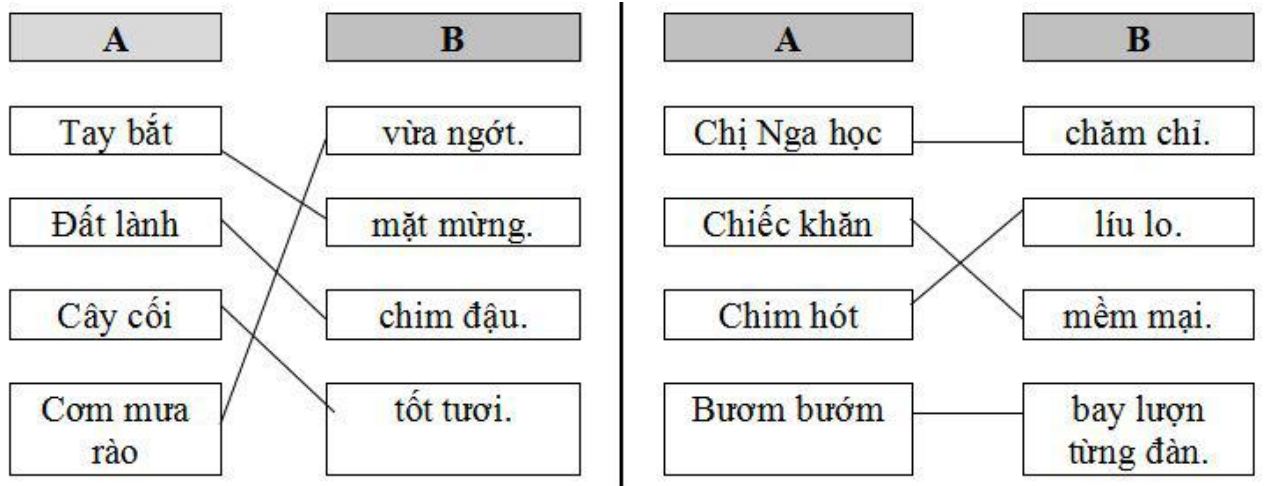 A
B
Tay bắt
vừa ngớt.
Đất lành
mặt mừng.
Cây cối
chim đậu.
Cơm mưa
rào
tốt tươi.
A
B
Chị Nga học
chăm chỉ.
Chiếc khăn
líu lo.
Chim hót
mềm mại.
Bươm bướm
bay lượn
từng đàn.